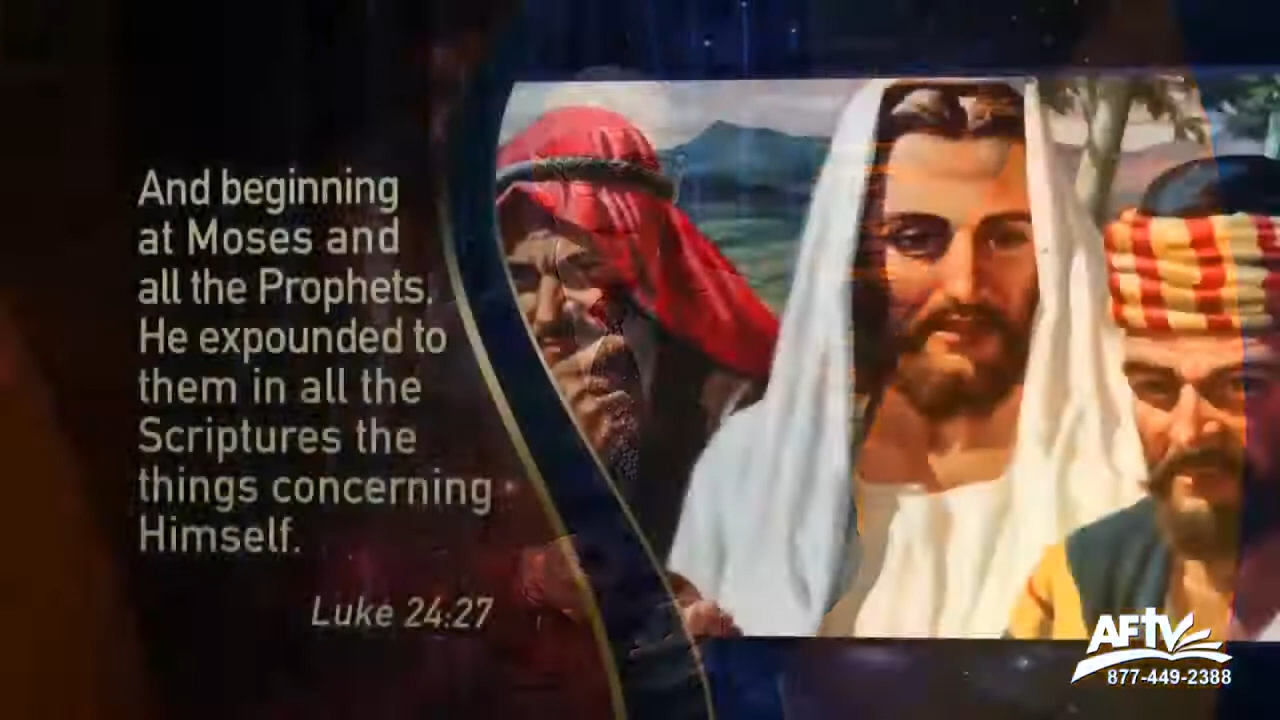 And beginning
at Moses and
all the Prophets,
He expounded to
them in all the
Scriptures the
things concerning
Himself.
Luke 24:27
AFTV
877-449-2388